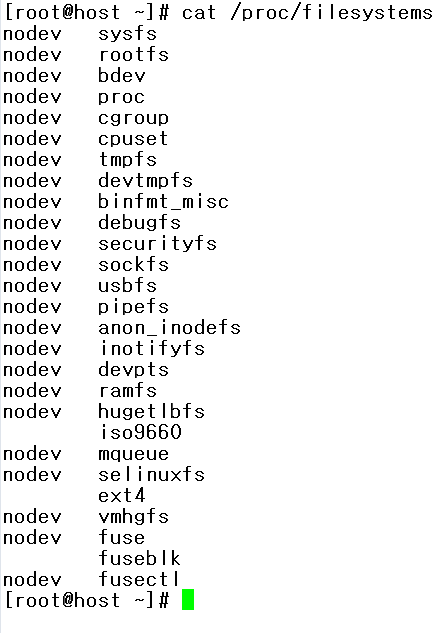 [root@host ~]# cat /proc/filesystems
nodev   sysfs
nodev   rootfs
nodev   bdev
nodev   proc
nodev   cgroup
nodev   cpuset
nodev   tmpfs
nodev   devtmpfs
nodev   binfmt_misc
nodev   debugfs
nodev   securityfs
nodev   sockfs
nodev   usbfs
nodev   pipefs
nodev   anon_inodefs
nodev   inotifyfs
nodev   devpts
nodev   ramfs
nodev   hugetlbfs
        iso9660
nodev   mqueue
nodev   selinuxfs
        ext4
nodev   vmhgfs
nodev   fuse
        fuseblk
nodev   fusectl
[root@host ~]#